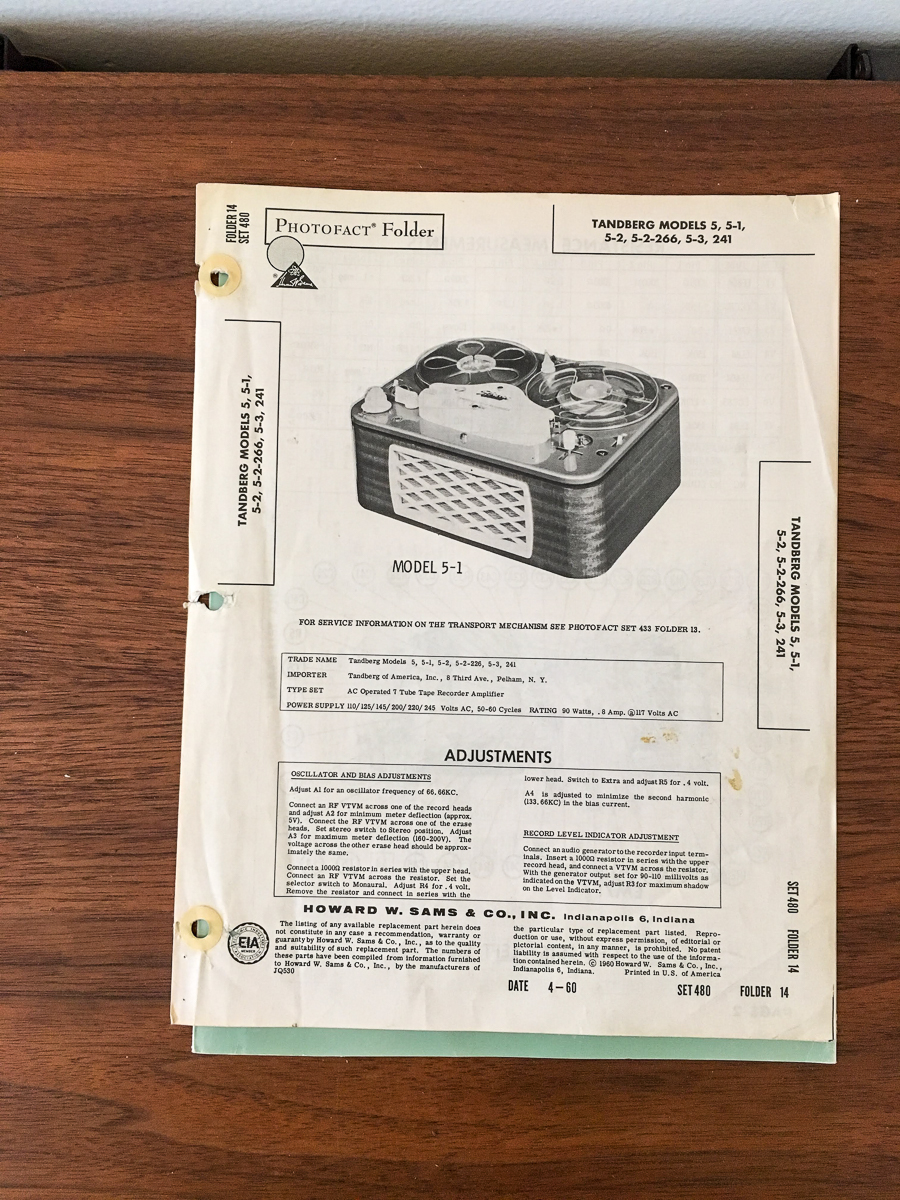 FOLDER 14
SET 480
PHOTOFACT® Folder
TANDBERG MODELS 5, 5-1,
5-2, 5-2-266, 5-3, 241
®
TANDBERG MODELS 5, 5-1,
5-2, 5-2-266, 5-3, 241
MODEL 5-1
TANDBERG MODELS 5, 5-1,
5-2, 5-2-266, 5-3, 241
FOR SERVICE INFORMATION ON THE TRANSPORT MECHANISM SEE PHOTOFACT SET 433 FOLDER 13.
TRADE NAME Tandberg Models 5, 5-1, 5-2, 5-2-226, 5-3, 241
IMPORTER Tandberg of America, Inc., 8 Third Ave., Pelham, N. Y.
TYPE SET AC Operated 7 Tube Tape Recorder Amplifier
POWER SUPPLY 110/125/145/200/220/245 Volts AC, 50-60 Cycles RATING 90 Watts, .8 Amp. @117 Volts AC
ADJUSTMENTS
OSCILLATOR AND BIAS ADJUSTMENTS
Adjust A1 for an oscillator frequency of 66.66KC.
Connect an RF VTVM across one of the record heads
and adjust A2 for minimum meter deflection (approx.
5V). Connect the RF VTVM across one of the erase
heads. Set stereo switch to Stereo position. Adjust
A3 for maximum meter deflection (160-200V). The
voltage across the other erase head should be approx-
imately the same.
Connect a 1000Ω resistor in series with the upper head.
Connect an RF VTVM across the resistor. Set the
selector switch to Monaural. Adjust R4 for .4 volt.
Remove the resistor and connect in series with the
lower head. Switch to Extra and adjust R5 for .4 volt.
A4 is adjusted to minimize the second harmonic
(133.66KC) in the bias current.
RECORD LEVEL INDICATOR ADJUSTMENT
Connect an audio generator to the recorder input term-
inals. Insert a 1000Ω resistor in series with the upper
record head, and connect a VTVM across the resistor.
With the generator output set for 90-110 millivolts as
indicated on the VTVM, adjust R3 for maximum shadow
on the Level Indicator.
SET 480 FOLDER 14
HOWARD W. SAMS & CO., INC. Indianapolis 6, Indiana
EIA
The listing of any available replacement part herein does
not constitute in any case a recommendation, warranty or
guaranty by Howard W. Sams & Co., Inc., as to the quality
and suitability of such replacement part. The numbers of
these parts have been compiled from information furnished
to Howard W. Sams & Co., Inc., by the manufacturers of
JQ530
the particular type of replacement part listed. Repro-
duction or use, without express permission, of editorial or
pictorial content, in any manner, is prohibited. No patent
liability is assumed with respect to the use of the informa-
tion contained herein. © 1960 Howard W. Sams & Co., Inc.,
Indianapolis 6, Indiana. Printed in U.S. of America
DATE 4-60 SET 480 FOLDER 14